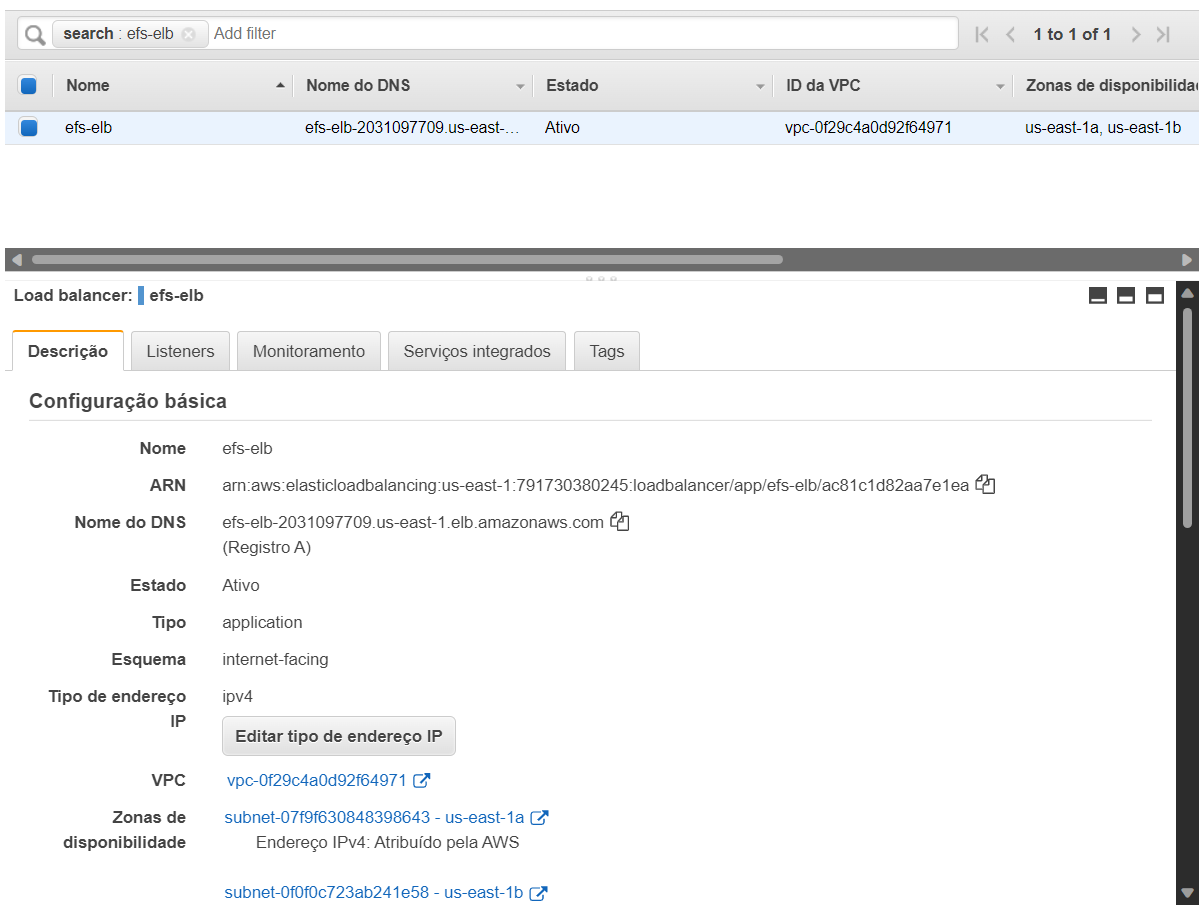 search : efs-elb Add filter 1 to 1 of 1
Nome Nome do DNS Estado ID da VPC Zonas de disponibilida
efs-elb efs-elb-2031097709.us-east-... Ativo vpc-0f29c4a0d92f64971 us-east-1a, us-east-1b
Load balancer: efs-elb
Descrição Listeners Monitoramento Serviços integrados Tags
Configuração básica
Nome efs-elb
ARN arn:aws:elasticloadbalancing:us-east-1:791730380245:loadbalancer/app/efs-elb/ac81c1d82aa7e1ea
Nome do DNS efs-elb-2031097709.us-east-1.elb.amazonaws.com
(Registro A)
Estado Ativo
Tipo application
Esquema internet-facing
Tipo de endereço ipv4
IP
Editar tipo de endereço IP
VPC vpc-0f29c4a0d92f64971
Zonas de subnet-07f9f630848398643 - us-east-1a
disponibilidade Endereço IPv4: Atribuído pela AWS
subnet-0f0f0c723ab241e58 - us-east-1b